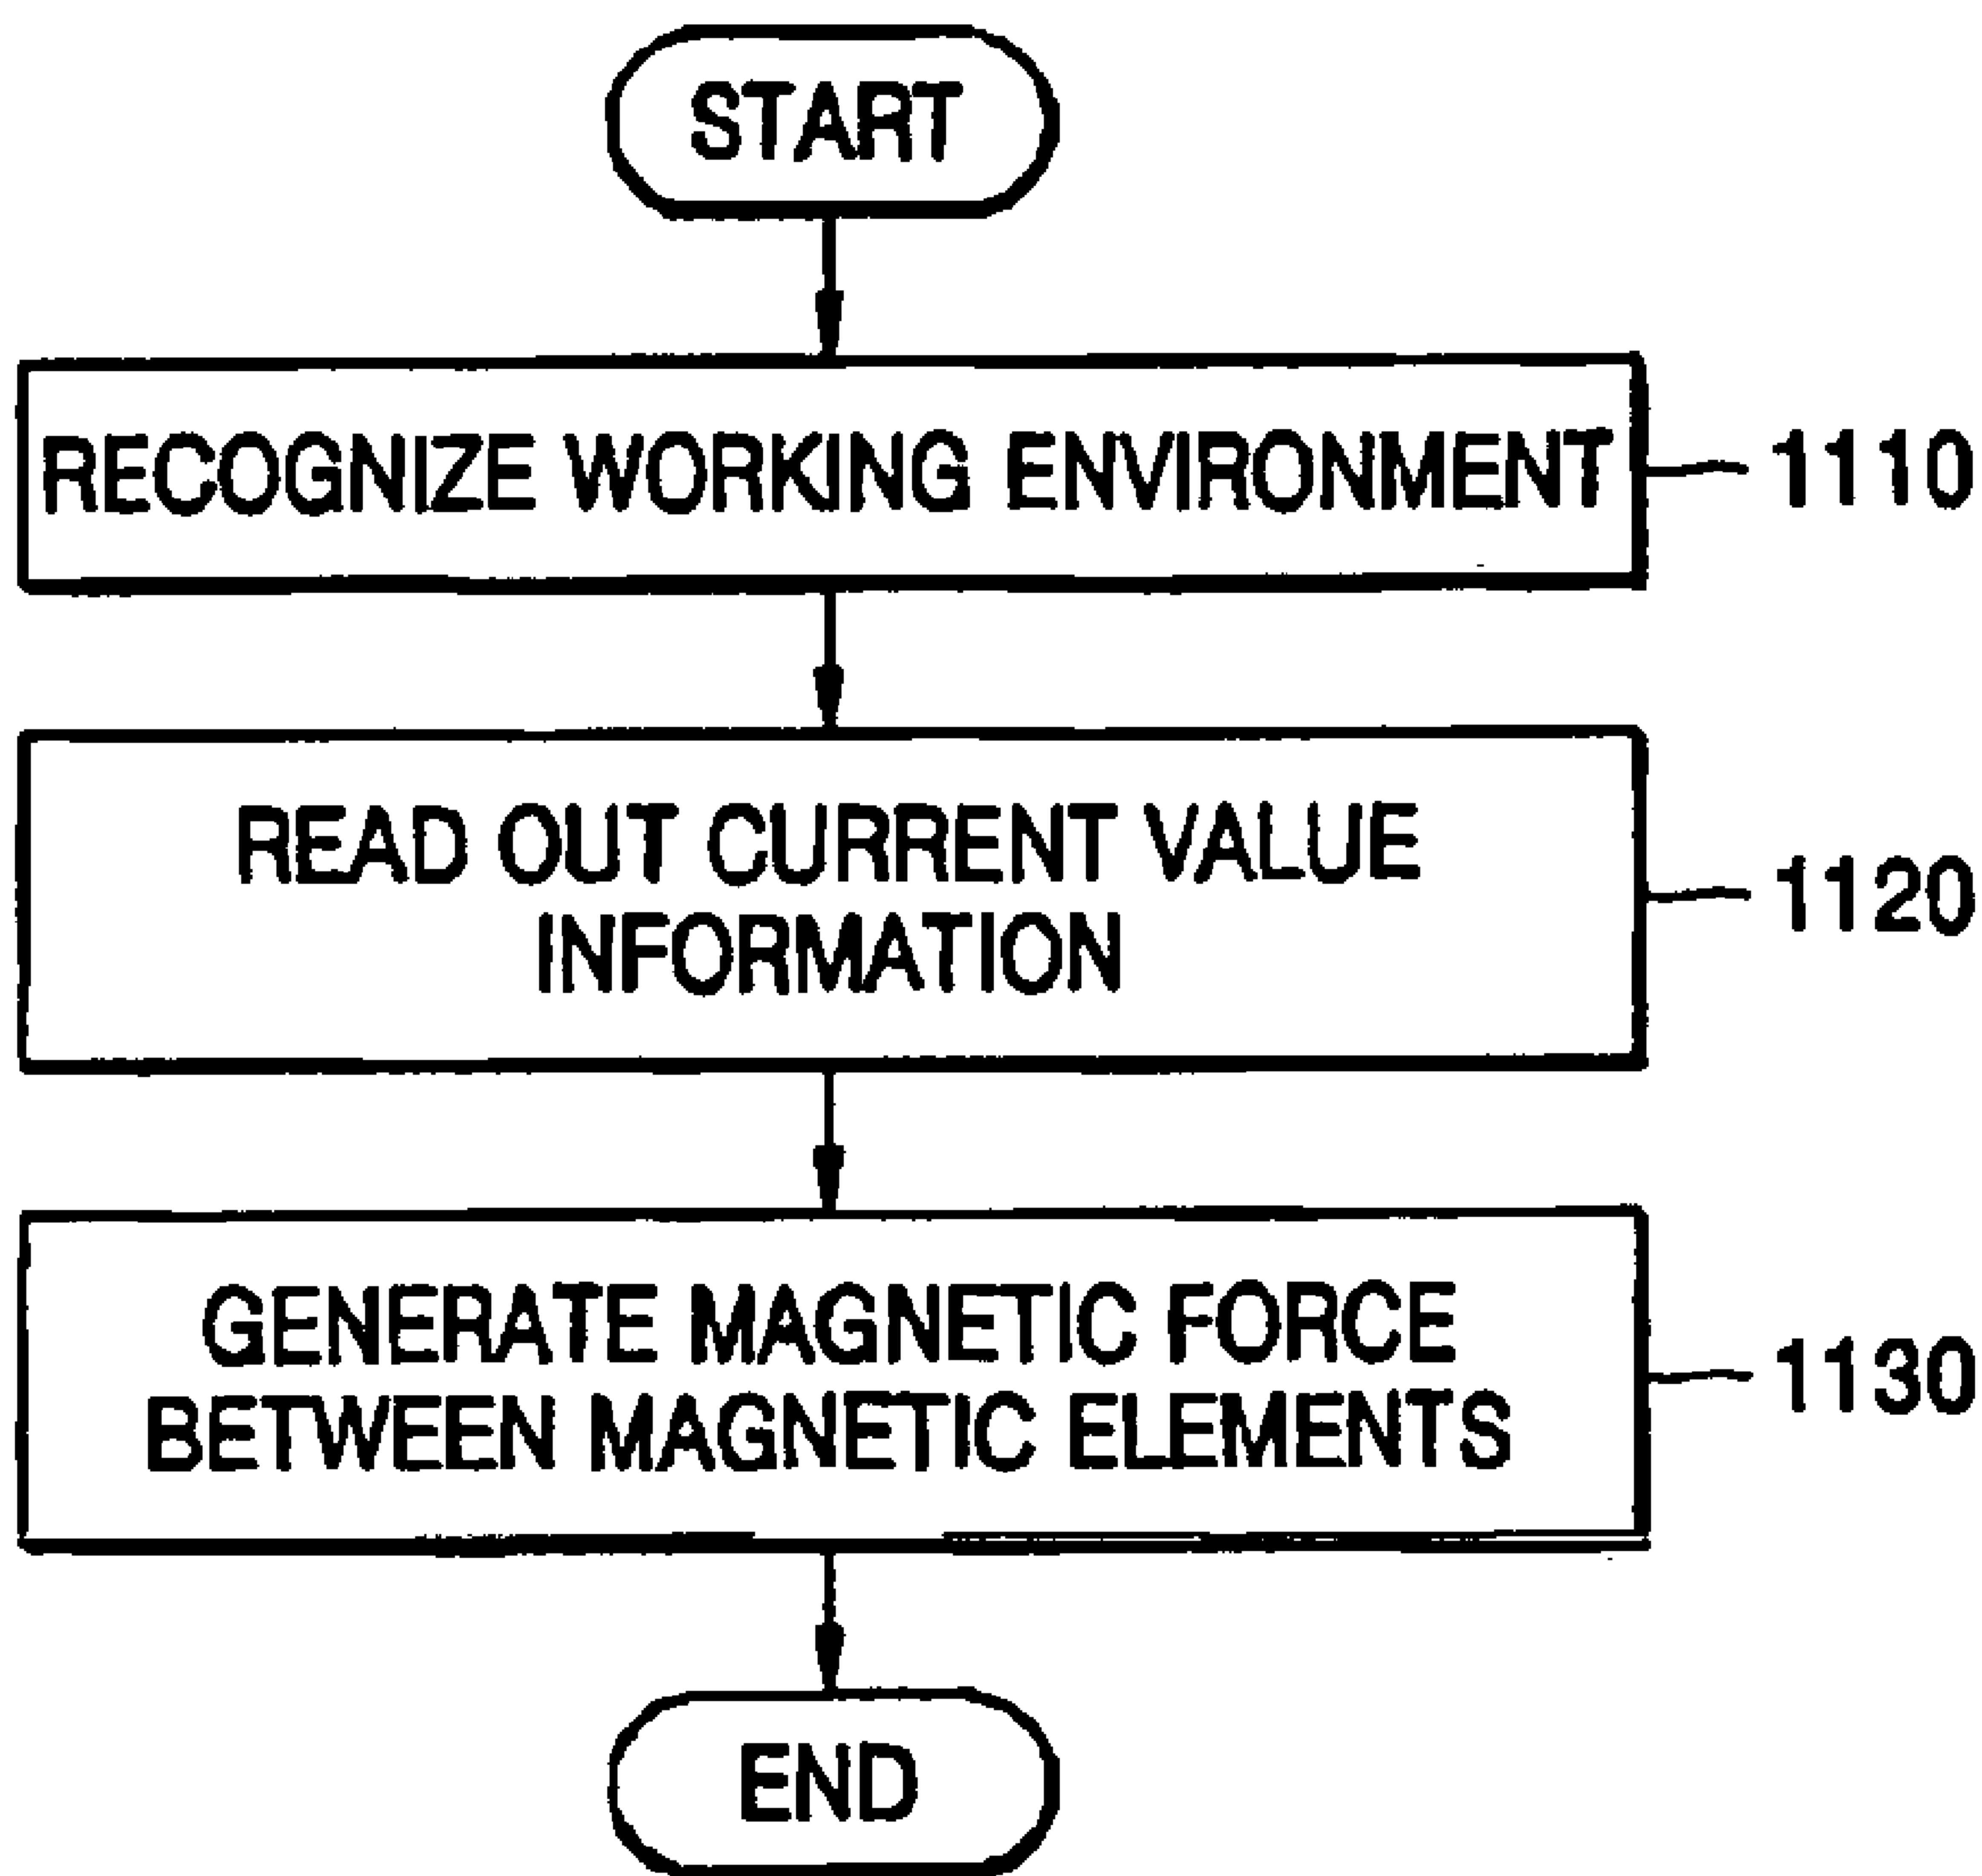 START
RECOGNIZE WORKING ENVIRONMENT
1110
READ OUT CURRENT VALUE
INFORMATION
1120
GENERATE MAGNETIC FORCE
BETWEEN MAGNETIC ELEMENTS
1130
END